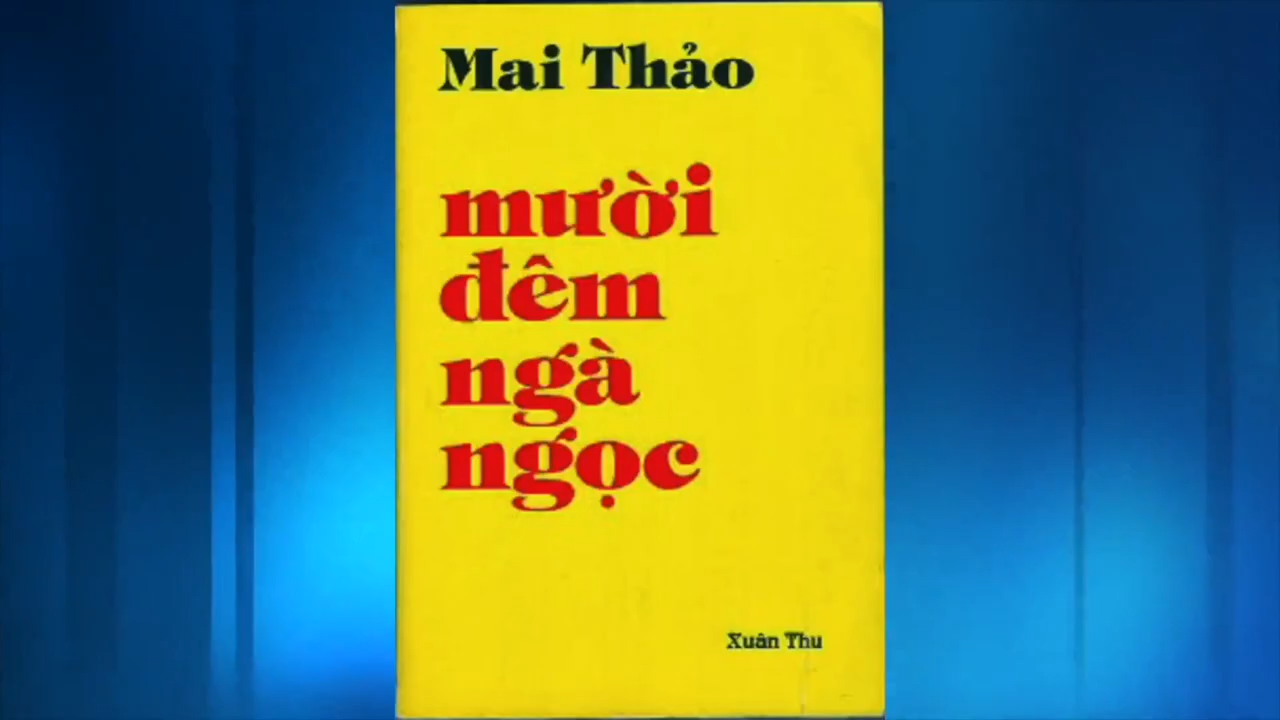 Mai Thảo
mười
đêm
ngà
ngọc
Xuân Thu